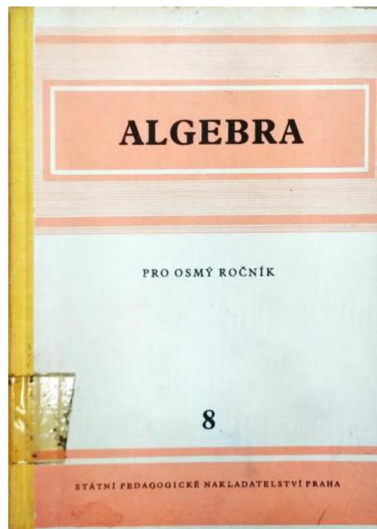 ALGEBRA
PRO OSMÝ ROČNÍK
8
STÁTNÍ PEDAGOGICKÉ NAKLADATELSTVÍ PRAHA